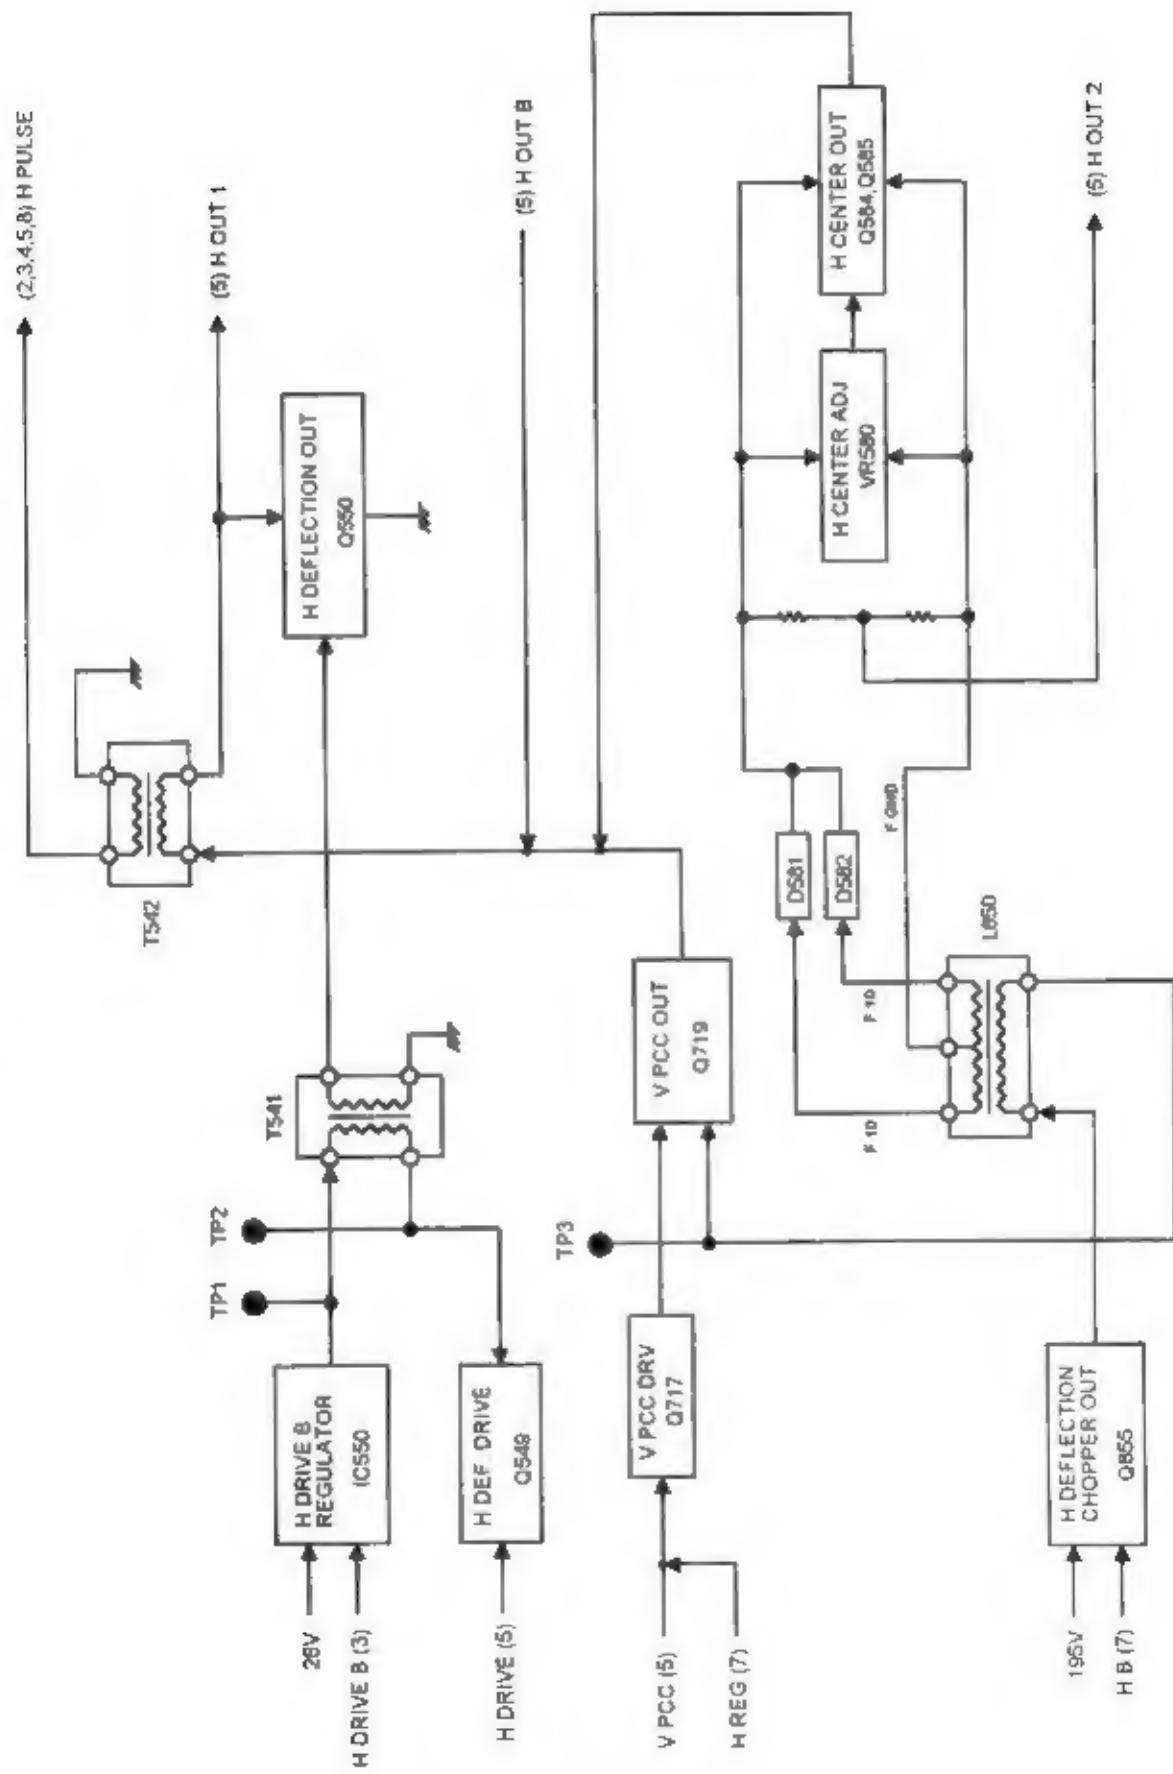 (2,3,4,5,8) H PULSE
(5) H OUT 1
(5) H OUT B
(5) H OUT 2
T542
H DEFLECTION OUT
Q550
H CENTER OUT
Q584,Q585
H CENTER ADJ
VR580
T541
TP2
TP1
H DRIVE B
REGULATOR
IC550
26V
H DRIVE B (3)
H DEF. DRIVE
Q549
H DRIVE (5)
V PCC OUT
Q719
TP3
V PCC DRV
Q717
V PCC (5)
H REG (7)
D581
D582
F GND
F 10
F 10
L850
H DEFLECTION
CHOPPER OUT
Q855
195V
H B (7)